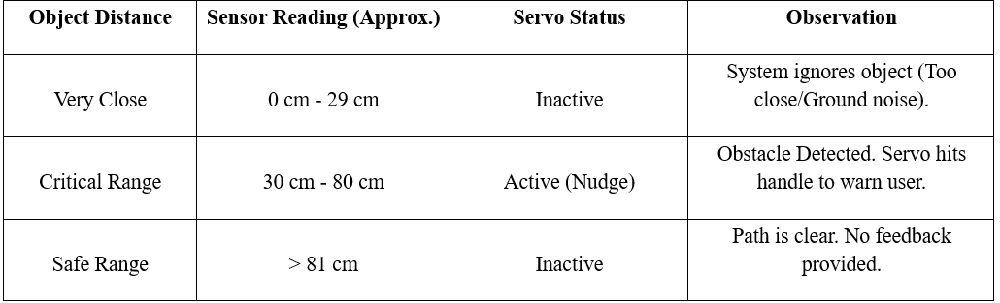 Object Distance Sensor Reading (Approx.) Servo Status Observation
Very Close 0 cm - 29 cm Inactive System ignores object (Too
close/Ground noise).
Critical Range 30 cm - 80 cm Active (Nudge) Obstacle Detected. Servo hits
handle to warn user.
Safe Range > 81 cm Inactive Path is clear. No feedback
provided.